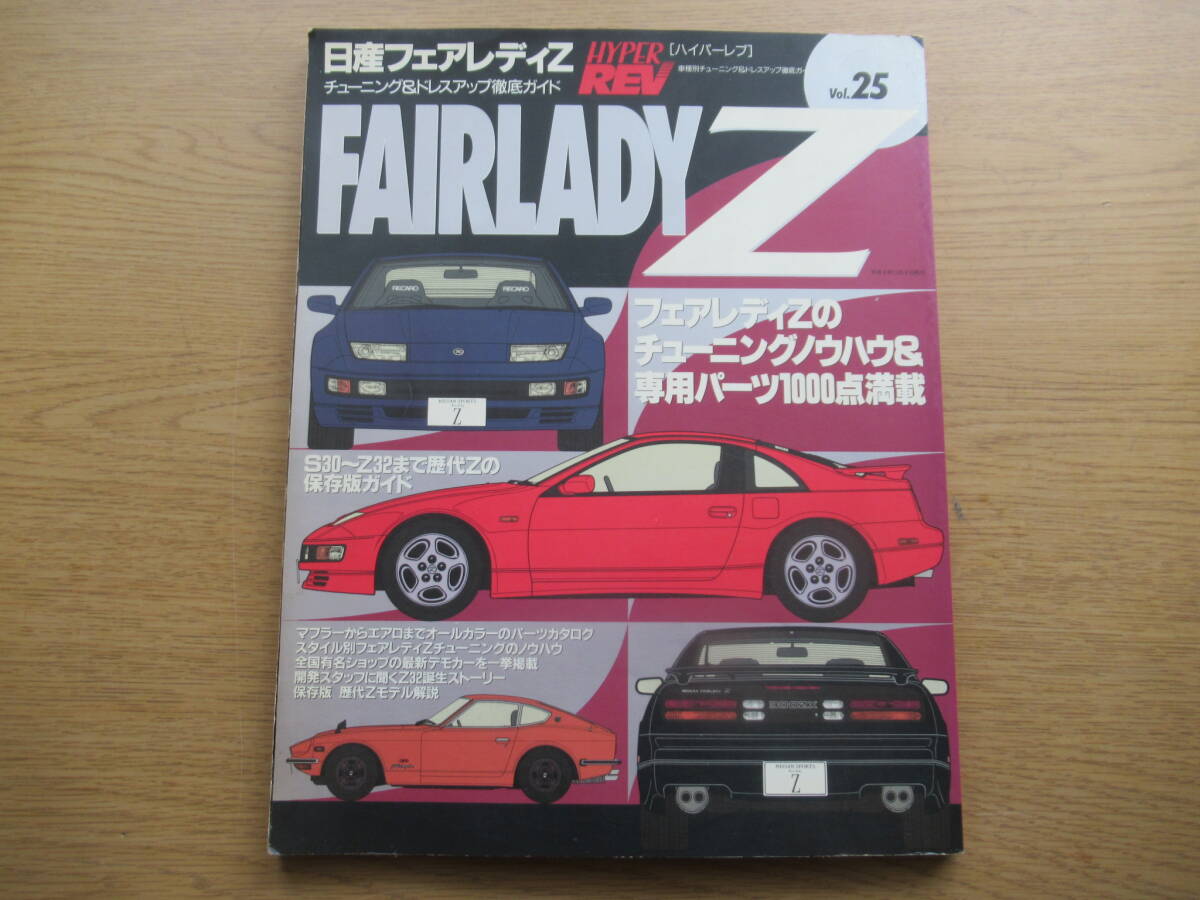 日産フェアレディZ
HYPER REV
[ハイパーレブ]
車種別チューニング&ドレスアップ徹底ガイ
チューニング&ドレスアップ徹底ガイド
Vol.25
FAIRLADY Z
RECARO
RECARO
フェアレディZの
チューニングノウハウ&
専用パーツ1000点満載
NISSAN SPORTS
Z
S30〜Z32まで歴代Zの
保存版ガイド
マフラーからエアロまでオールカラーのパーツカタログ
スタイル別フェアレディZチューニングのノウハウ
全国有名ショップの最新デモカーを一挙掲載
開発スタッフに聞くZ32誕生ストーリー
保存版 歴代Zモデル解説
NISSAN FAIRLADY Z
300ZX
NISSAN SPORTS
Z